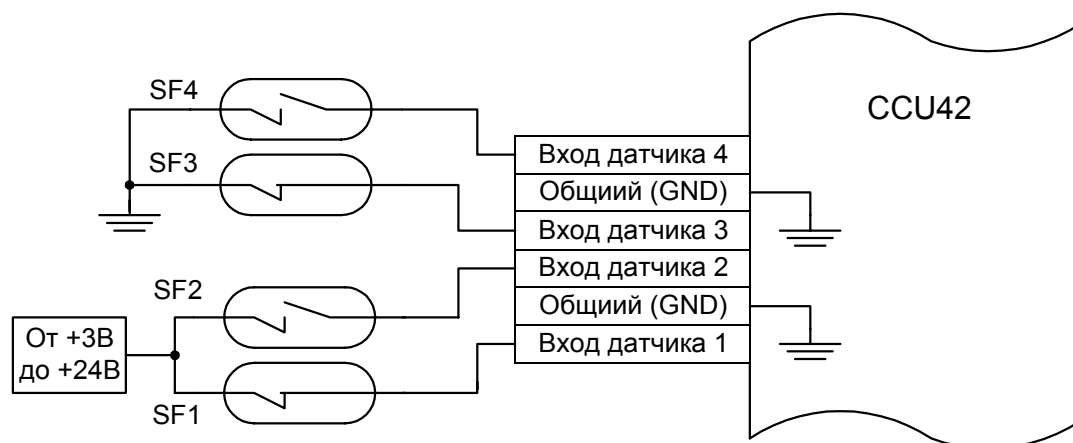 SF4
CCU42
Вход датчика 4
SF3
Общиий (GND)
Вход датчика 3
Вход датчика 2
SF2
Общиий (GND)
От +3В
до +24В
Вход датчика 1
SF1